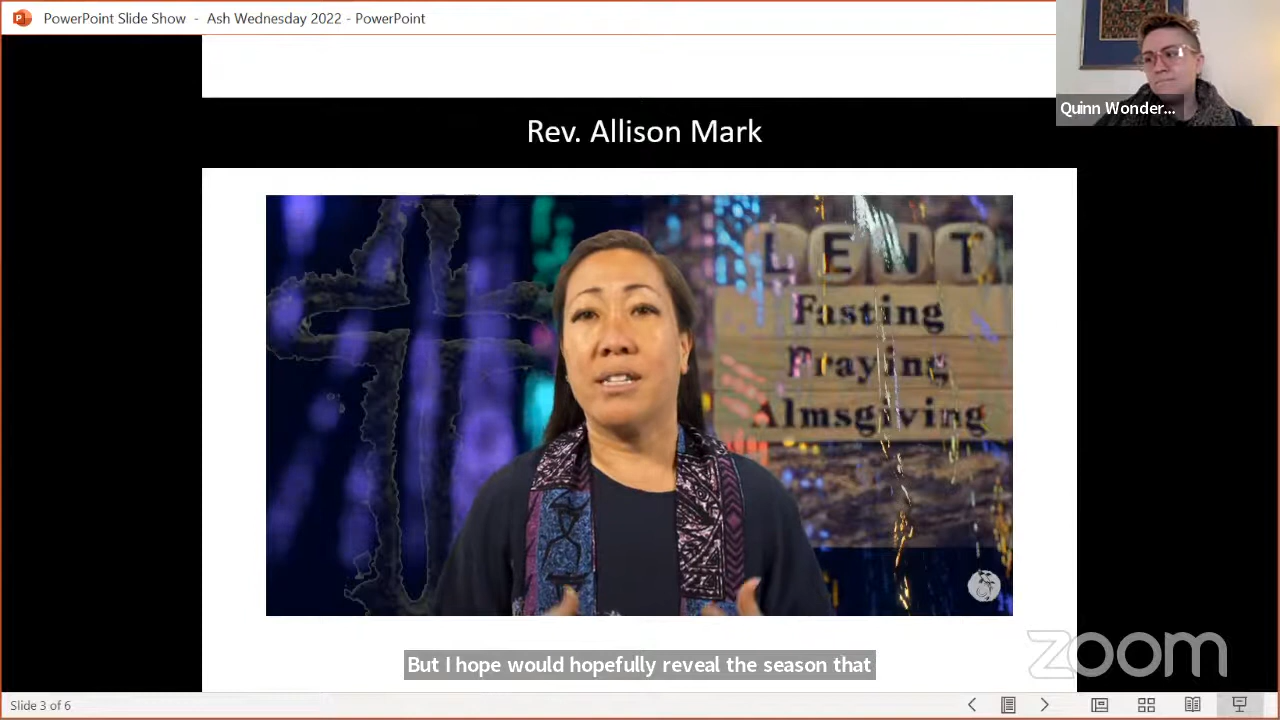 PowerPoint Slide Show - Ash Wednesday 2022 - PowerPoint
Quinn Wonder...
Rev. Allison Mark
LENT
Fasting
Praying
Almsgiving
But I hope would hopefully reveal the season that
zoom
Slide 3 of 6